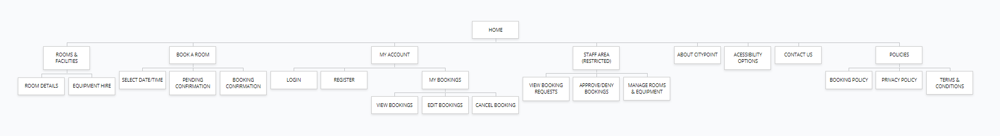 HOME
ROOMS &
FACILITIES
BOOK A ROOM
MY ACCOUNT
STAFF AREA
(RESTRICTED)
ABOUT CITYPOINT
ACESSIBILITY
OPTIONS
CONTACT US
POLICIES
ROOM DETAILS
EQUIPMENT HIRE
SELECT DATE/TIME
PENDING
CONFIRMATION
BOOKING
CONFIRMATION
LOGIN
REGISTER
MY BOOKINGS
VIEW BOOKING
REQUESTS
APPROVE/DENY
BOOKINGS
MANAGE ROOMS
& EQUIPMENT
BOOKING POLICY
PRIVACY POLICY
TERMS &
CONDITIONS
VIEW BOOKINGS
EDIT BOOKINGS
CANCEL BOOKING